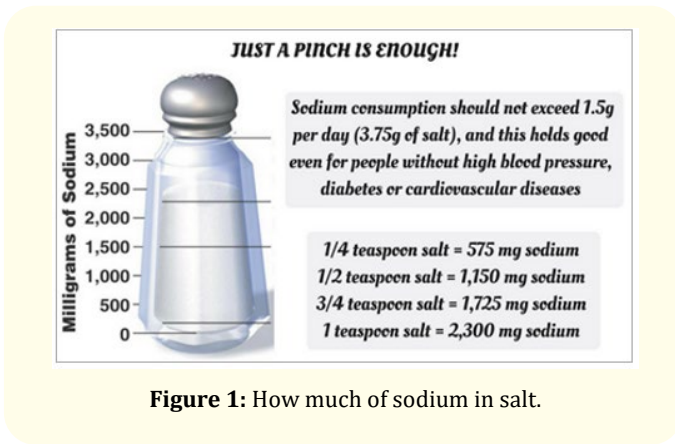 JUST A PINCH IS ENOUGH!
Milligrams of Sodium
3,500
3,000
2,500
2,000
1,500
1,000
500
0
Sodium consumption should not exceed 1.5g
per day (3.75g of salt), and this holds good
even for people without high blood pressure,
diabetes or cardiovascular diseases
1/4 teaspoon salt = 575 mg sodium
1/2 teaspoon salt = 1,150 mg sodium
3/4 teaspoon salt = 1,725 mg sodium
1 teaspoon salt = 2,300 mg sodium
Figure 1: How much of sodium in salt.